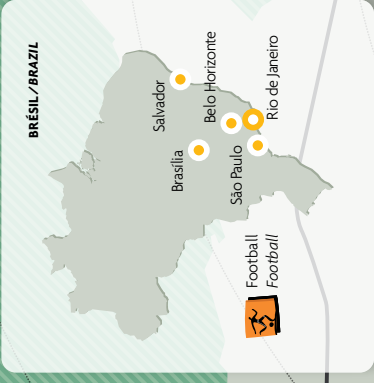 BRÉSIL / BRAZIL
Salvador
Belo Horizonte
Brasília
São Paulo
Rio de Janeiro
Football
Football